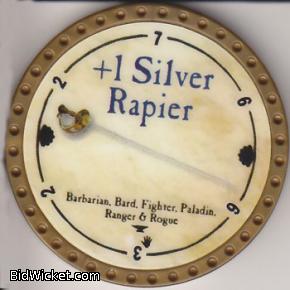 7
+1 Silver
Rapier
2
6
Barbarian, Bard, Fighter, Paladin,
Ranger & Rogue
2
6
3
BidWicket.com